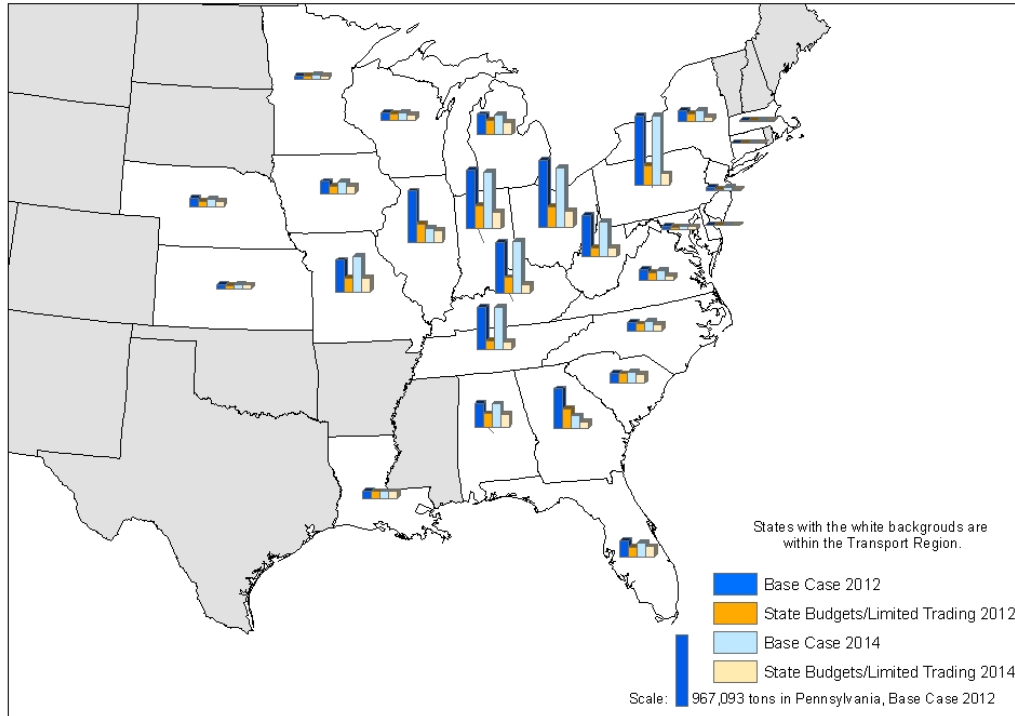 States with the white backgrouds are
within the Transport Region.
Base Case 2012
State Budgets/Limited Trading 2012
Base Case 2014
State Budgets/Limited Trading 2014
Scale: 967,093 tons in Pennsylvania, Base Case 2012